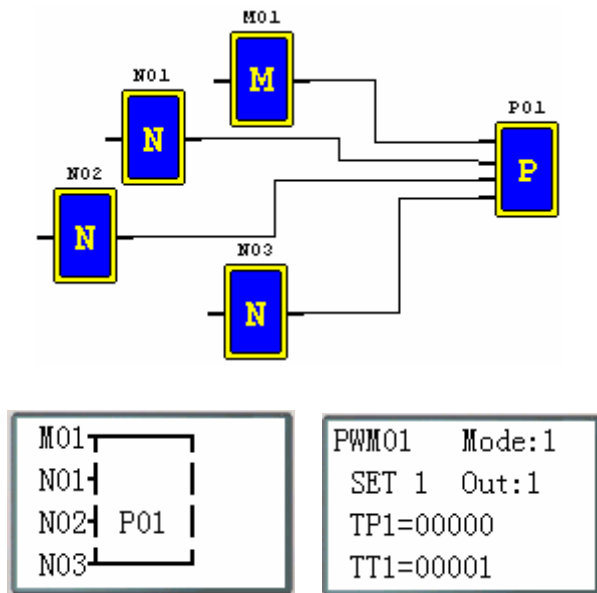 M01
M
N01
N
P01
P
N02
N
N03
N
M01
N01
N02 P01
N03
PWM01 Mode:1
SET 1 Out:1
TP1=00000
TT1=00001